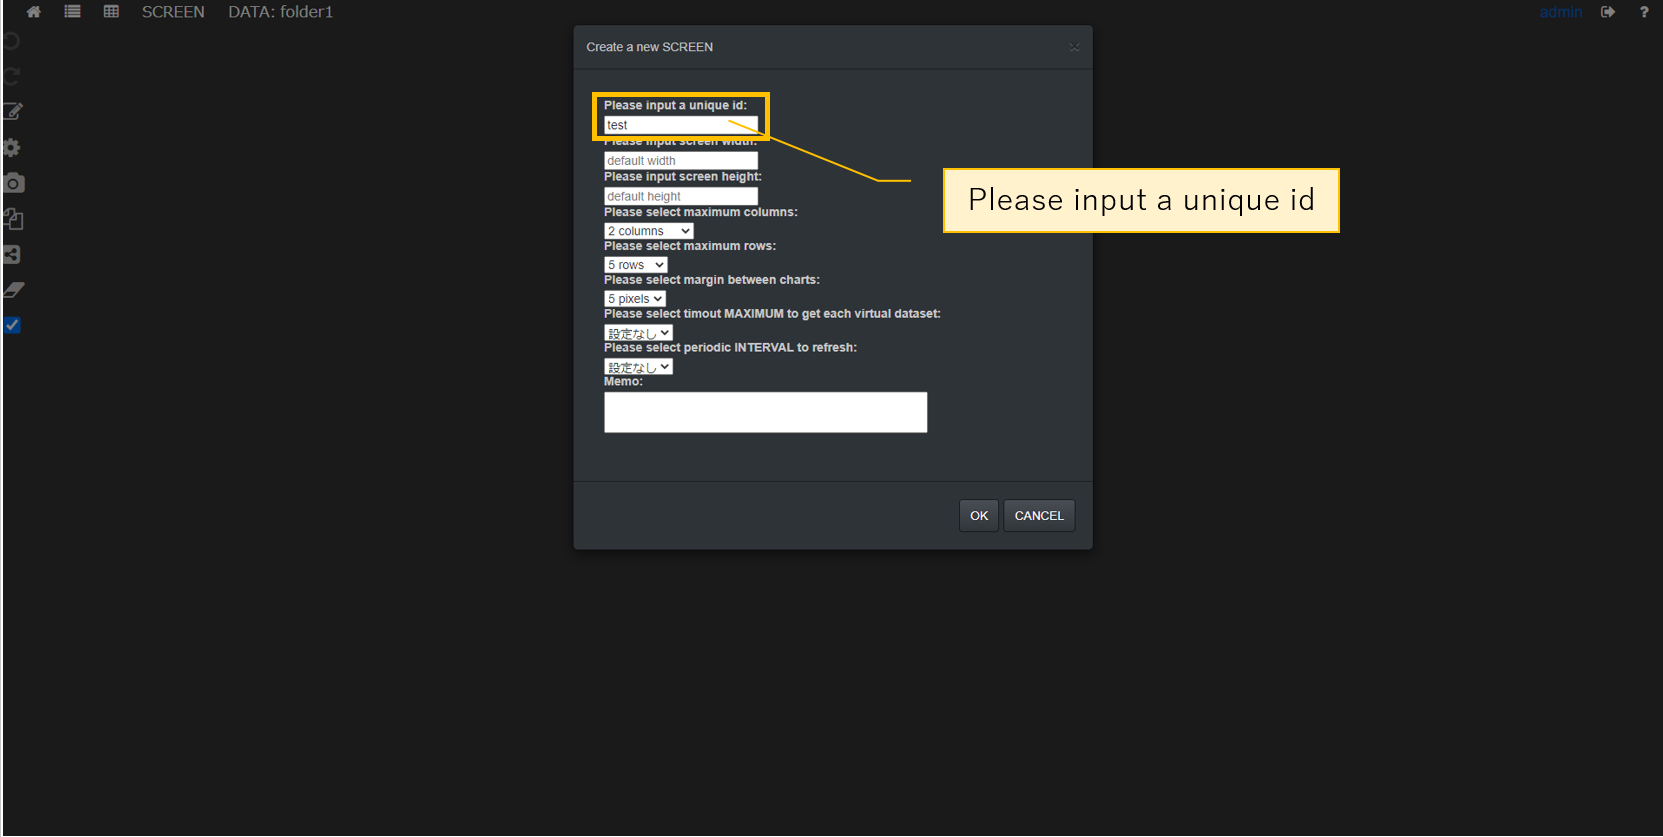 SCREEN DATA: folder1 admin ?
Create a new SCREEN
Please input a unique id:
test
Please input screen width:
default width
Please input screen height:
default height
Please select maximum columns:
2 columns
Please select maximum rows:
5 rows
Please select margin between charts:
5 pixels
Please select timout MAXIMUM to get each virtual dataset:
設定なし
Please select periodic INTERVAL to refresh:
設定なし
Memo:
OK CANCEL
Please input a unique id